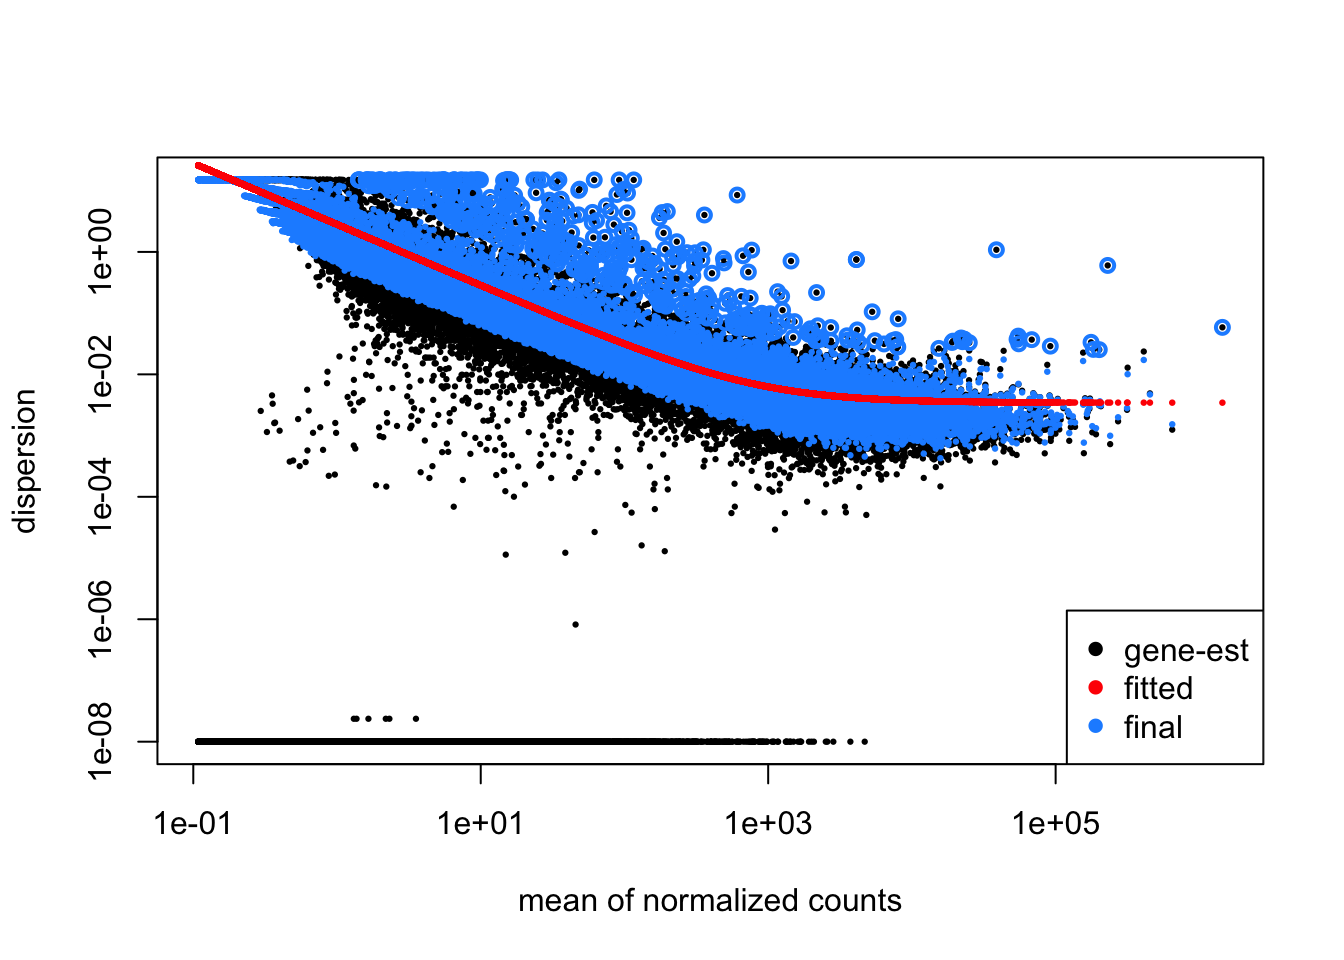 dispersion
1e+00
1e-02
1e-04
1e-06
1e-08
gene-est
fitted
final
1e-01
1e+01
1e+03
1e+05
mean of normalized counts